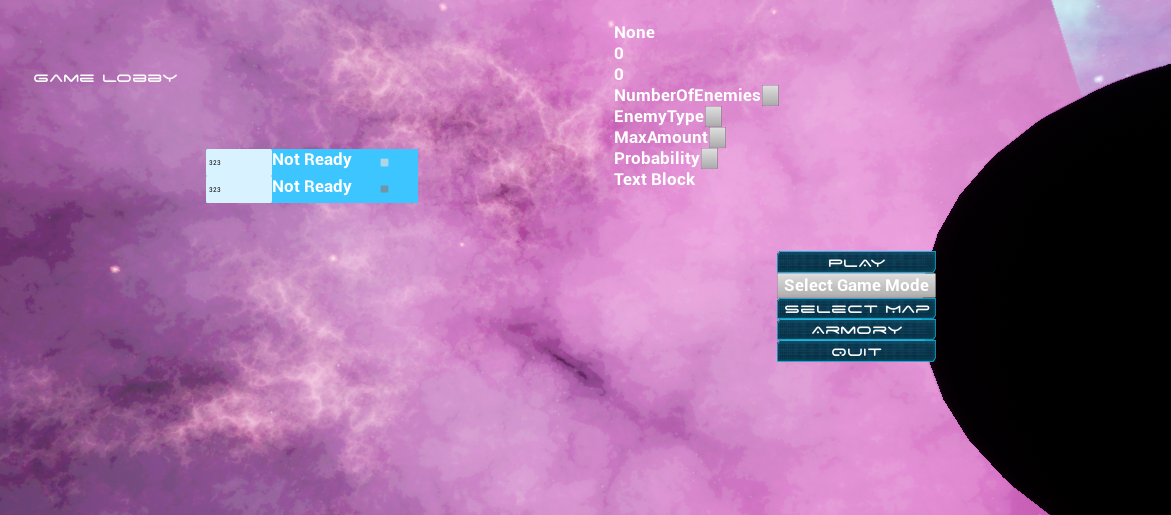 GAME LOBBY
323 Not Ready
323 Not Ready
None
0
0
NumberOfEnemies
EnemyType
MaxAmount
Probability
Text Block
PLAY
Select Game Mode
SELECT MAP
ARMORY
QUIT